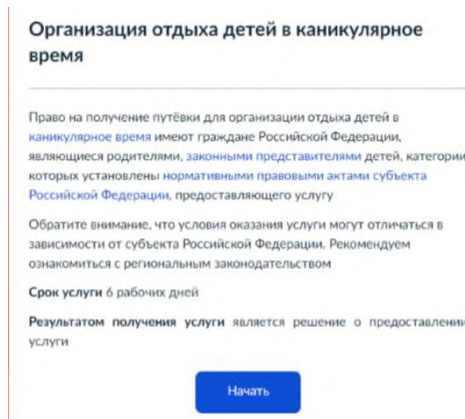 Организация отдыха детей в каникулярное
время
Право на получение путёвки для организации отдыха детей в
каникулярное время имеют граждане Российской Федерации,
являющиеся родителями, законными представителями детей, категории
которых установлены нормативными правовыми актами субъекта
Российской Федерации, предоставляющего услугу
Обратите внимание, что условия оказания услуги могут отличаться в
зависимости от субъекта Российской Федерации. Рекомендуем
ознакомиться с региональным законодательством
Срок услуги 6 рабочих дней
Результатом получения услуги является решение о предоставлении
услуги
Начать